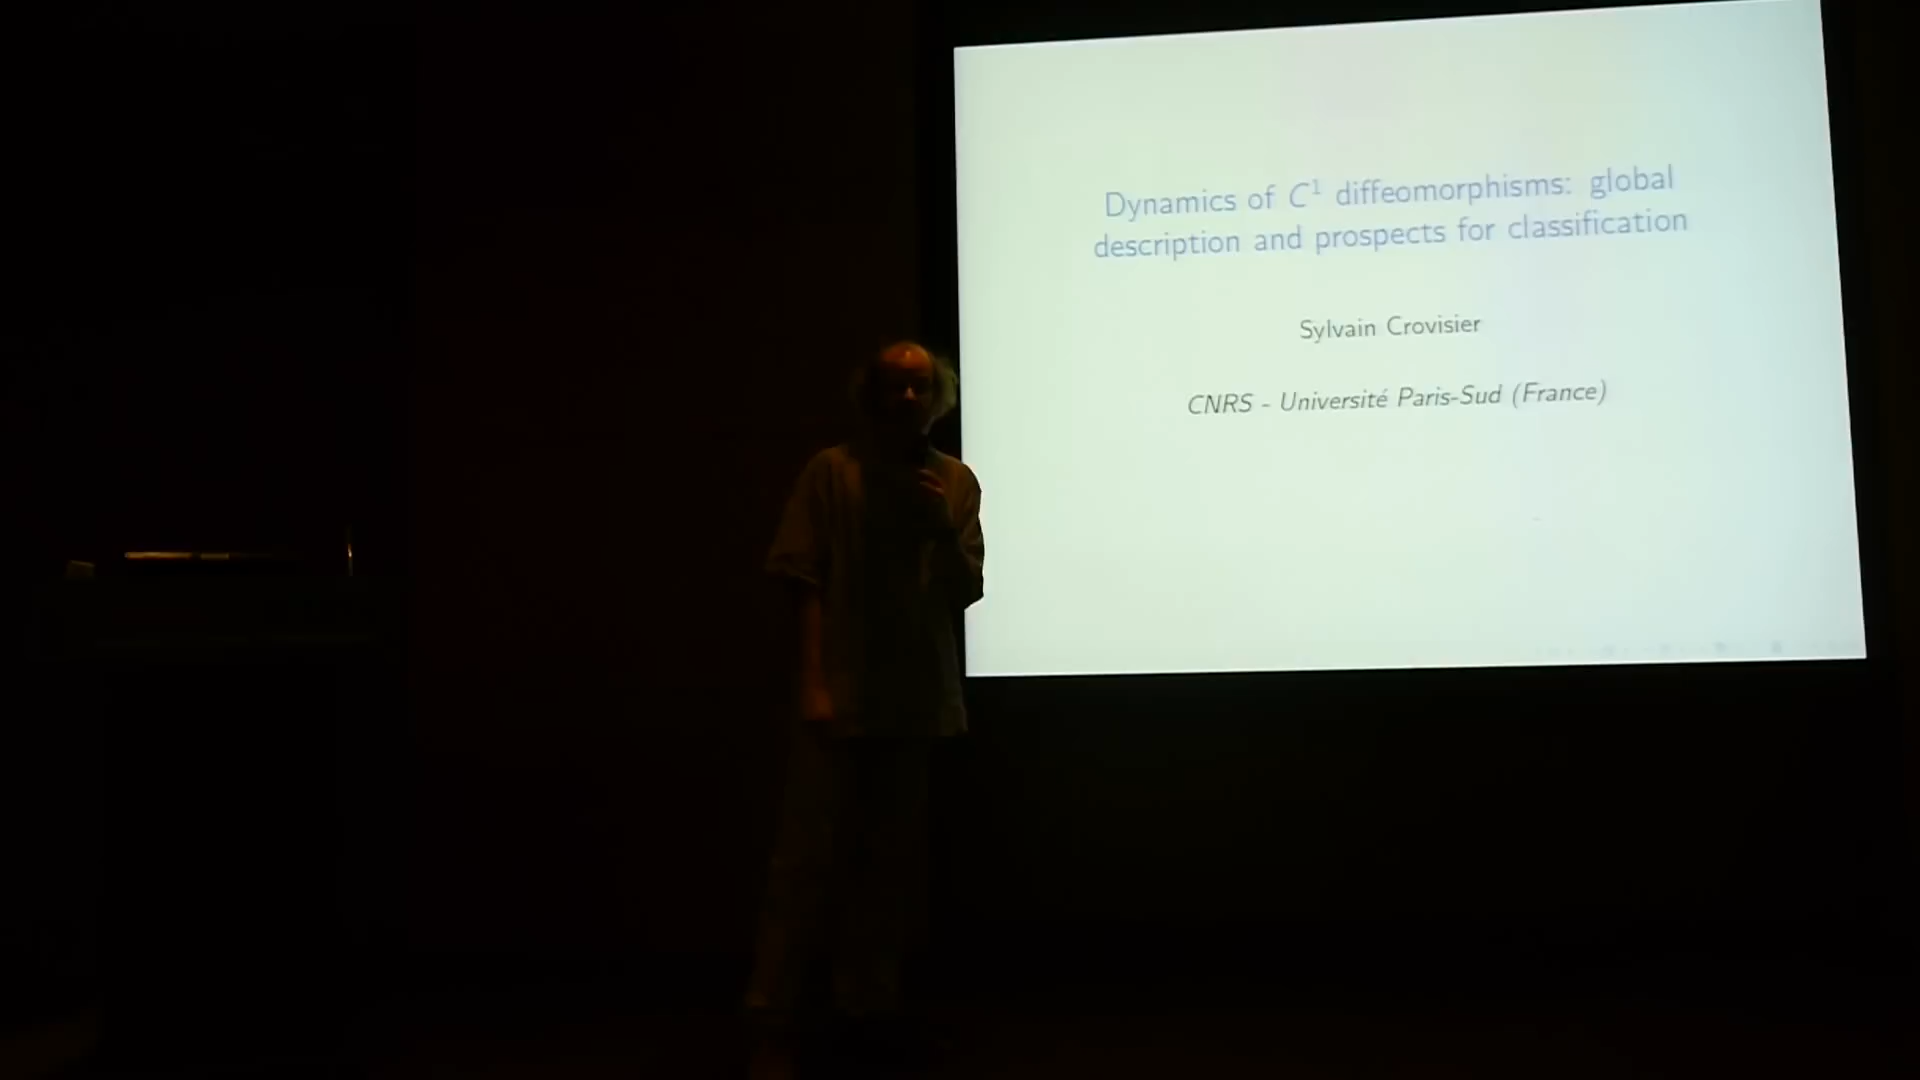 Dynamics of C¹ diffeomorphisms: global
description and prospects for classification
Sylvain Crovisier
CNRS - Université Paris-Sud (France)